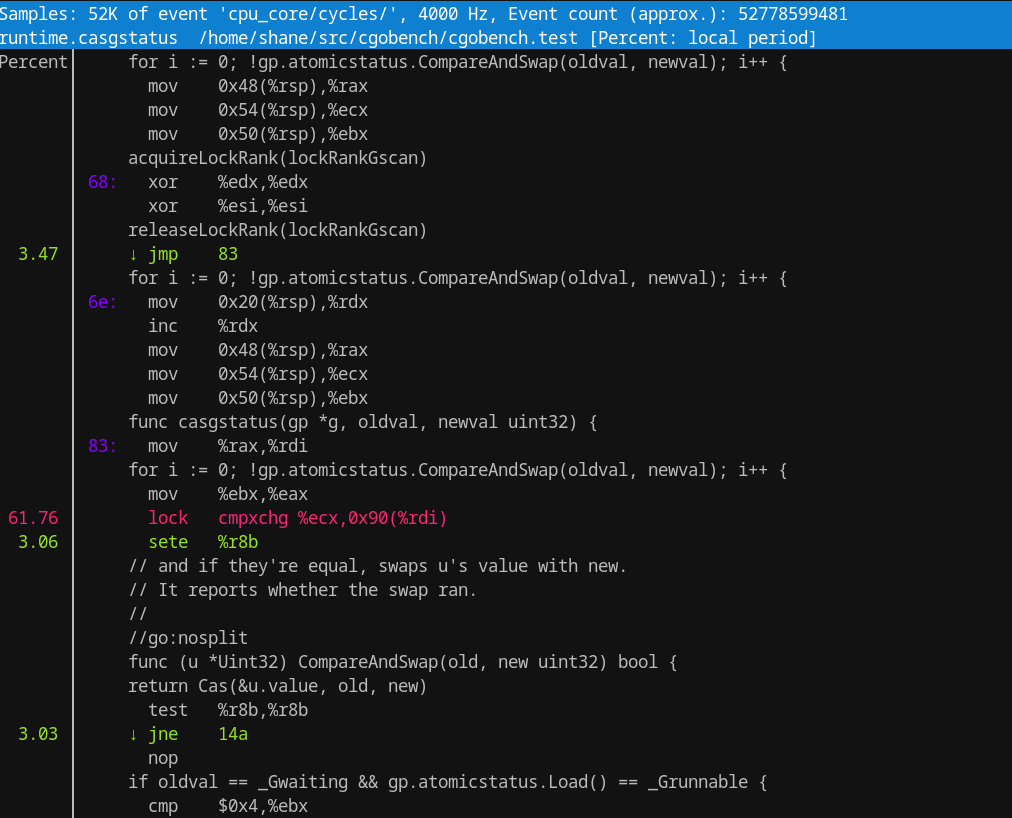 Samples: 52K of event 'cpu_core/cycles/', 4000 Hz, Event count (approx.): 52778599481
runtime.casgstatus  /home/shane/src/cgobench/cgobench.test [Percent: local period]
Percent      for i := 0; !gp.atomicstatus.CompareAndSwap(oldval, newval); i++ {
               mov    0x48(%rsp),%rax
               mov    0x54(%rsp),%ecx
               mov    0x50(%rsp),%ebx
             acquireLockRank(lockRankGscan)
         68:   xor    %edx,%edx
               xor    %esi,%esi
             releaseLockRank(lockRankGscan)
  3.47       ↓ jmp    83
             for i := 0; !gp.atomicstatus.CompareAndSwap(oldval, newval); i++ {
         6e:   mov    0x20(%rsp),%rdx
               inc    %rdx
               mov    0x48(%rsp),%rax
               mov    0x54(%rsp),%ecx
               mov    0x50(%rsp),%ebx
             func casgstatus(gp *g, oldval, newval uint32) {
         83:   mov    %rax,%rdi
             for i := 0; !gp.atomicstatus.CompareAndSwap(oldval, newval); i++ {
               mov    %ebx,%eax
 61.76         lock   cmpxchg %ecx,0x90(%rdi)
  3.06         sete   %r8b
             // and if they're equal, swaps u's value with new.
             // It reports whether the swap ran.
             //
             //go:nosplit
             func (u *Uint32) CompareAndSwap(old, new uint32) bool {
             return Cas(&u.value, old, new)
               test   %r8b,%r8b
  3.03       ↓ jne    14a
               nop
             if oldval == _Gwaiting && gp.atomicstatus.Load() == _Grunnable {
               cmp    $0x4,%ebx